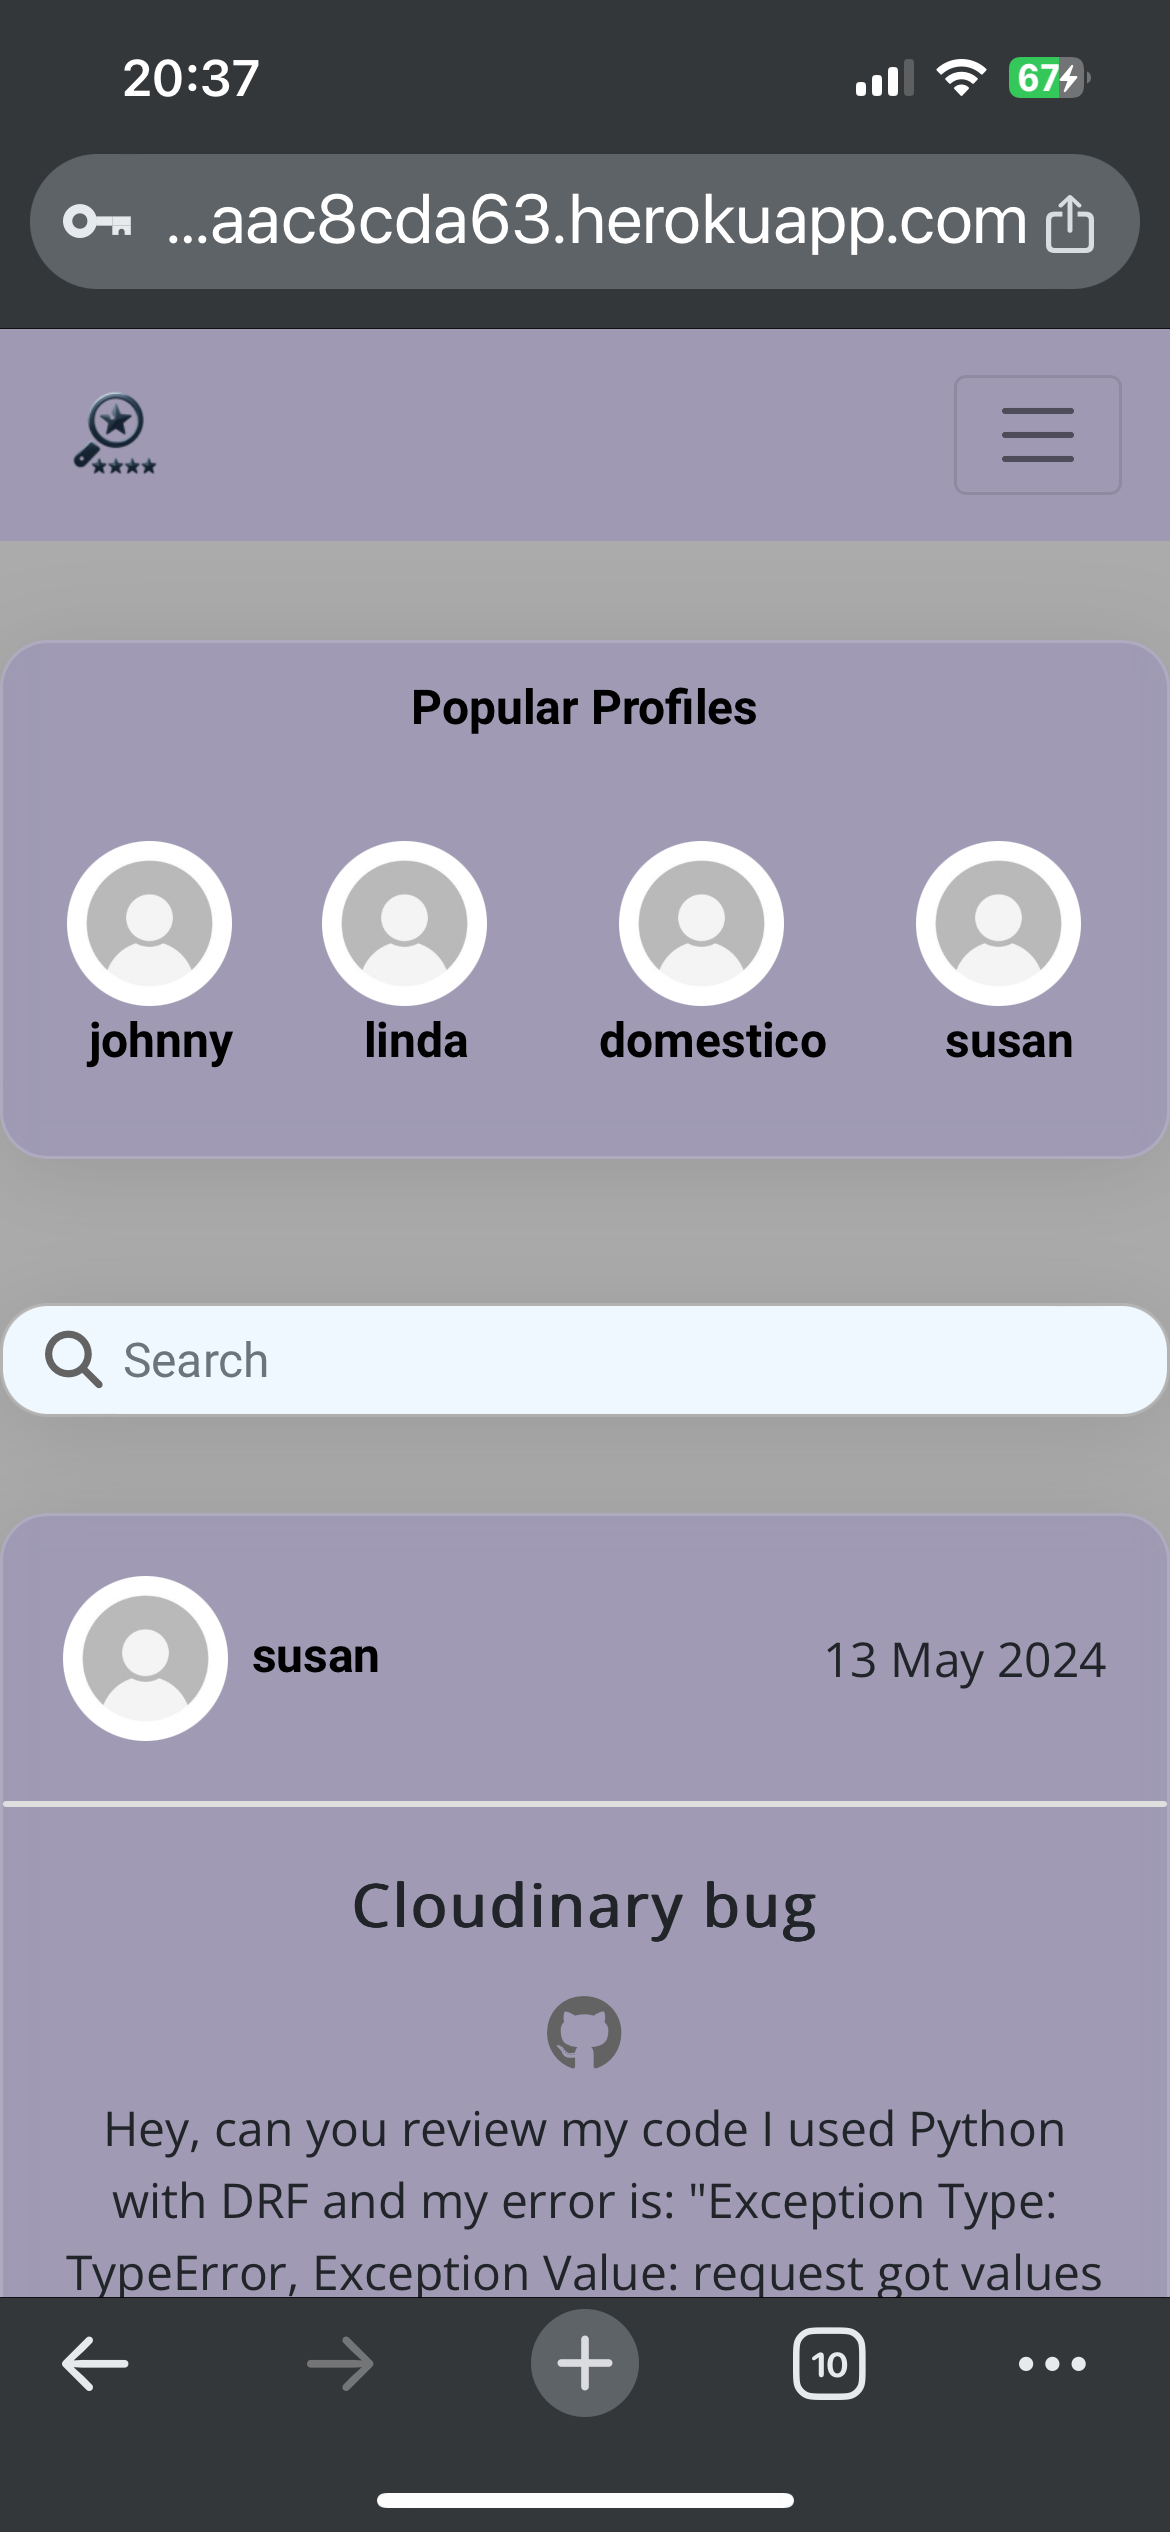 20:37
67
...aac8cda63.herokuapp.com
Popular Profiles
johnny linda domestico susan
Search
susan 13 May 2024
Cloudinary bug
Hey, can you review my code I used Python
with DRF and my error is: "Exception Type:
TypeError, Exception Value: request got values
10